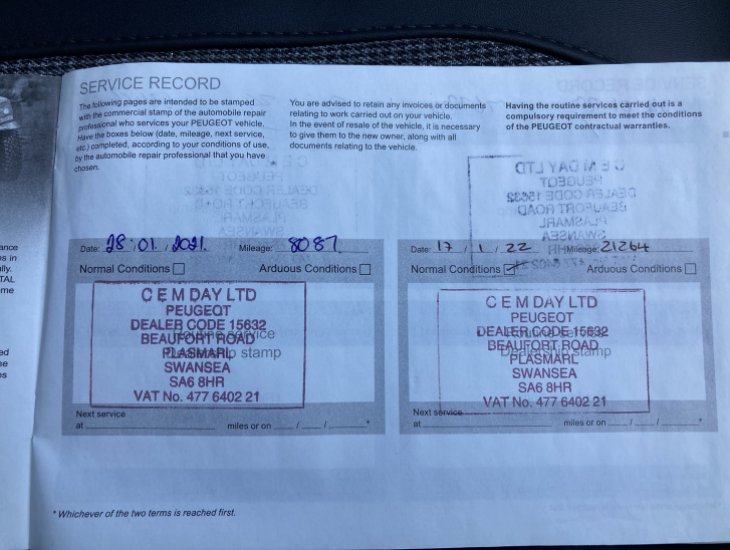 SERVICE RECORD
The following pages are intended to be stamped
with the commercial stamp of the automobile repair
professional who services your PEUGEOT vehicle.
Have the boxes below (date, mileage, next service,
etc.) completed, according to your conditions of use,
by the automobile repair professional that you have
chosen.
You are advised to retain any invoices or documents
relating to work carried out on your vehicle.
In the event of resale of the vehicle, it is necessary
to give them to the new owner, along with all
documents relating to the vehicle.
Having the routine services carried out is a
compulsory requirement to meet the conditions
of the PEUGEOT contractual warranties.
Date: 28 / 01 / 2021. Mileage: 8087
Normal Conditions Arduous Conditions
Routine service
Dealership stamp
C E M DAY LTD
PEUGEOT
DEALER CODE 15632
BEAUFORT ROAD
PLASMARL
SWANSEA
SA6 8HR
VAT No. 477 6402 21
Next service
at miles or on / / *
Date: 17 / 1 / 22 Mileage: 21264
Normal Conditions Arduous Conditions
Routine service
Dealership stamp
C E M DAY LTD
PEUGEOT
DEALER CODE 15632
BEAUFORT ROAD
PLASMARL
SWANSEA
SA6 8HR
VAT No. 477 6402 21
Next service
at miles or on / / *
* Whichever of the two terms is reached first.